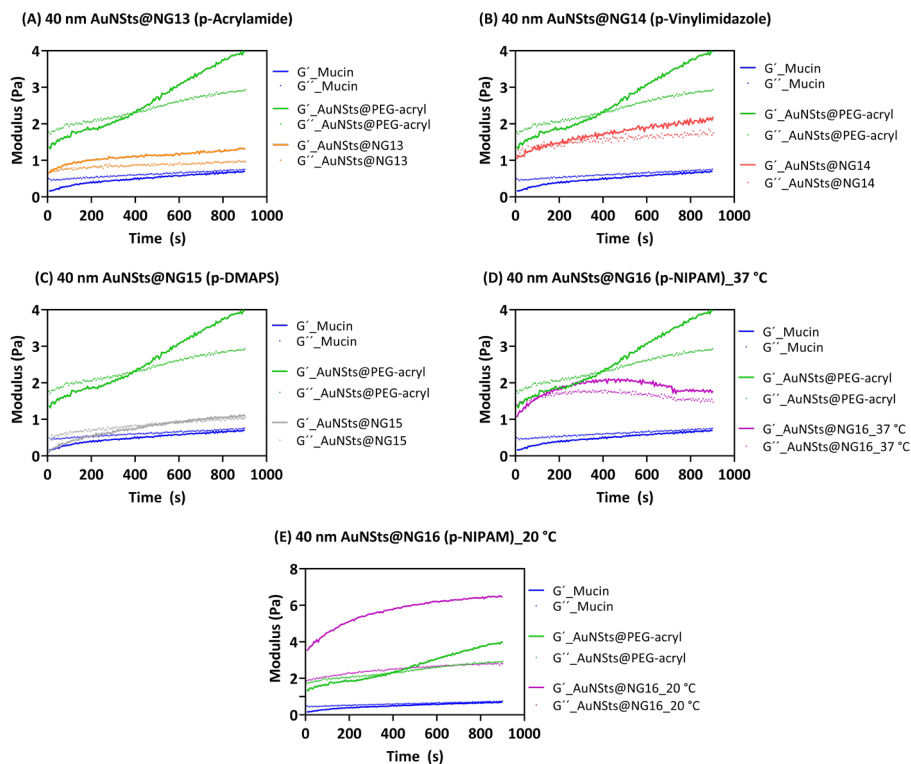 (A) 40 nm AuNSts@NG13 (p-Acrylamide)
4
3
2
1
0
Modulus (Pa)
0 200 400 600 800 1000
Time (s)
G´_Mucin
G´´_Mucin
G´_AuNSts@PEG-acryl
G´´_AuNSts@PEG-acryl
G´_AuNSts@NG13
G´´_AuNSts@NG13
(B) 40 nm AuNSts@NG14 (p-Vinylimidazole)
4
3
2
1
0
Modulus (Pa)
0 200 400 600 800 1000
Time (s)
G´_Mucin
G´´_Mucin
G´_AuNSts@PEG-acryl
G´´_AuNSts@PEG-acryl
G´_AuNSts@NG14
G´´_AuNSts@NG14
(C) 40 nm AuNSts@NG15 (p-DMAPS)
4
3
2
1
0
Modulus (Pa)
0 200 400 600 800 1000
Time (s)
G´_Mucin
G´´_Mucin
G´_AuNSts@PEG-acryl
G´´_AuNSts@PEG-acryl
G´_AuNSts@NG15
G´´_AuNSts@NG15
(D) 40 nm AuNSts@NG16 (p-NIPAM)_37 °C
4
3
2
1
0
Modulus (Pa)
0 200 400 600 800 1000
Time (s)
G´_Mucin
G´´_Mucin
G´_AuNSts@PEG-acryl
G´´_AuNSts@PEG-acryl
G´_AuNSts@NG16_37 °C
G´´_AuNSts@NG16_37 °C
(E) 40 nm AuNSts@NG16 (p-NIPAM)_20 °C
8
6
4
2
0
Modulus (Pa)
0 200 400 600 800 1000
Time (s)
G´_Mucin
G´´_Mucin
G´_AuNSts@PEG-acryl
G´´_AuNSts@PEG-acryl
G´_AuNSts@NG16_20 °C
G´´_AuNSts@NG16_20 °C